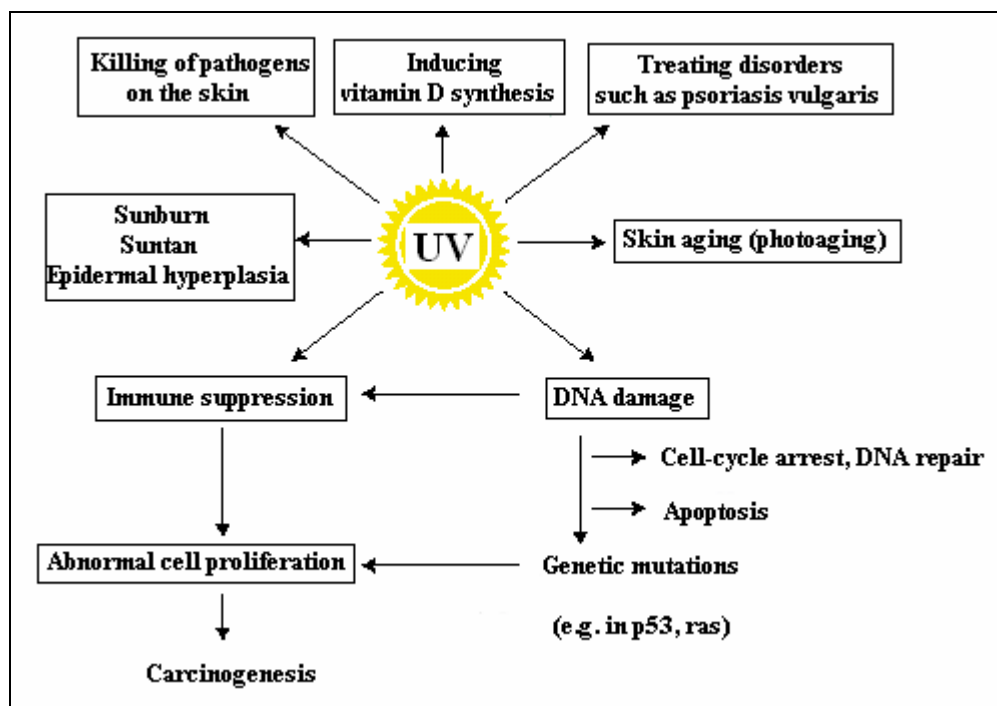 Killing of pathogens
on the skin
Inducing
vitamin D synthesis
Treating disorders
such as psoriasis vulgaris
Sunburn
Suntan
Epidermal hyperplasia
UV
Skin aging (photoaging)
Immune suppression
DNA damage
Cell-cycle arrest, DNA repair
Apoptosis
Abnormal cell proliferation
Genetic mutations
(e.g. in p53, ras)
Carcinogenesis